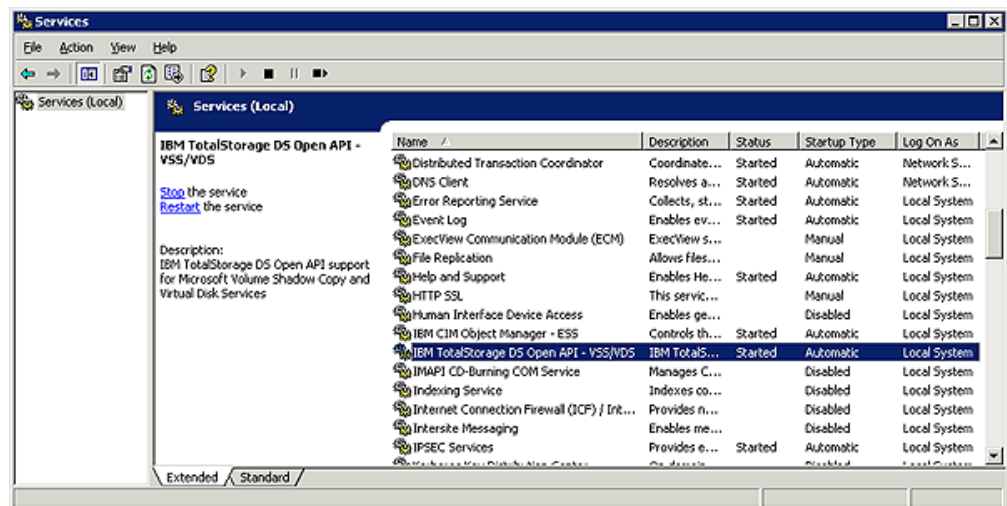 Services
File Action View Help
Services (Local)
Services (Local)
IBM TotalStorage DS Open API -
VSS/VDS
Stop the service
Restart the service
Description:
IBM TotalStorage DS Open API support
for Microsoft Volume Shadow Copy and
Virtual Disk Services
Name Description Status Startup Type Log On As
Distributed Transaction Coordinator Coordinate... Started Automatic Network S...
DNS Client Resolves a... Started Automatic Network S...
Error Reporting Service Collects, st... Started Automatic Local System
Event Log Enables ev... Started Automatic Local System
ExecView Communication Module (ECM) ExecView s... Manual Local System
File Replication Allows files... Manual Local System
Help and Support Enables He... Started Automatic Local System
HTTP SSL This servic... Manual Local System
Human Interface Device Access Enables ge... Disabled Local System
IBM CIM Object Manager - ESS Controls th... Started Automatic Local System
IBM TotalStorage DS Open API - VSS/VDS IBM TotalS... Started Automatic Local System
IMAPI CD-Burning COM Service Manages C... Disabled Local System
Indexing Service Indexes co... Disabled Local System
Internet Connection Firewall (ICF) / Int... Provides n... Disabled Local System
Intersite Messaging Enables me... Disabled Local System
IPSEC Services Provides e... Started Automatic Local System
Extended Standard